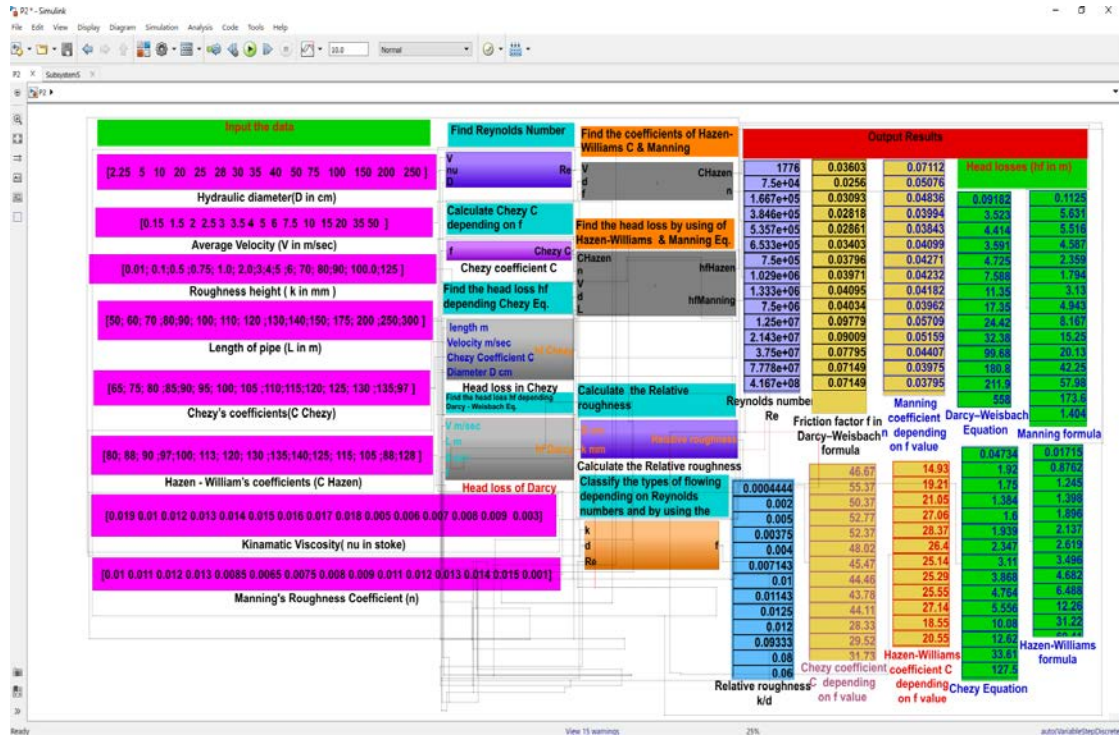 P2 * - Simulink
File Edit View Display Diagram Simulation Analysis Code Tools Help
10.0
Normal
P2 Subsystem5
P2
Input the data
[2.25 5 10 20 25 28 30 35 40 50 75 100 150 200 250 ]
Hydraulic diameter(D in cm)
[0.15 1.5 2 2.5 3 3.5 4 5 6 7.5 10 15 20 35 50 ]
Average Velocity (V in m/sec)
[0.01; 0.1;0.5 ;0.75; 1.0; 2.0;3;4;5 ;6; 70; 80;90; 100.0;125 ]
Roughness height ( k in mm )
[50; 60; 70 ;80;90; 100; 110; 120 ;130;140;150; 175; 200 ;250;300 ]
Length of pipe (L in m)
[65; 75; 80 ;85;90; 95; 100; 105 ;110;115;120; 125; 130 ;135;97 ]
Chezy's coefficients(C Chezy)
[80; 88; 90 ;97;100; 113; 120; 130 ;135;140;125; 115; 105 ;88;128 ]
Hazen - William's coefficients (C Hazen)
[0.019 0.01 0.012 0.013 0.014 0.015 0.016 0.017 0.018 0.005 0.006 0.007 0.008 0.009 0.003]
Kinamatic Viscosity( nu in stoke)
[0.01 0.011 0.012 0.013 0.0085 0.0065 0.0075 0.008 0.009 0.011 0.012 0.013 0.014 0.015 0.001]
Manning's Roughness Coefficient (n)
Find Reynolds Number
V
nu
D
Re
Calculate Chezy C
depending on f
f
Chezy C
Chezy coefficient C
Find the head loss hf
depending Chezy Eq.
length m
Velocity m/sec
Chezy Coefficient C
Diameter D cm
hf Chezy
Head loss in Chezy
Find the head loss hf depending
Darcy - Weisbach Eq.
V m/sec
L m
hf Darcy
Head loss of Darcy
Find the coefficients of Hazen-
Williams C & Manning
V
d
f
CHazen
n
Find the head loss by using of
Hazen-Williams & Manning Eq.
CHazen
n
V
d
L
hfHazen
hfManning
Calculate the Relative
roughness
k mm
Relative roughness
Calculate the Relative roughness
Classify the types of flowing
depending on Reynolds
numbers and by using the
k
d
Re
f
Output Results
1776
7.5e+04
1.667e+05
3.846e+05
5.357e+05
6.533e+05
7.5e+05
1.029e+06
1.333e+06
7.5e+06
1.25e+07
2.143e+07
3.75e+07
7.778e+07
4.167e+08
Reynolds number
Re
0.03603
0.0256
0.03093
0.02818
0.02861
0.03403
0.03796
0.03971
0.04095
0.04034
0.09779
0.09009
0.07795
0.07149
0.07149
Friction factor f in
Darcy–Weisbach
formula
0.07112
0.05076
0.04836
0.03994
0.03843
0.04099
0.04271
0.04232
0.04182
0.03962
0.05709
0.05159
0.04407
0.03975
0.03795
Manning
coefficient
n depending
on f value
Head losses (hf in m)
0.09182
3.523
4.414
3.591
4.725
7.588
11.35
17.35
24.42
32.38
99.68
180.8
211.9
558
Darcy–Weisbach
Equation
0.1125
5.631
5.516
4.587
2.359
1.794
3.13
4.943
8.167
15.25
20.13
42.25
57.98
173.6
1.404
Manning formula
0.0004444
0.002
0.005
0.00375
0.004
0.007143
0.01
0.01143
0.0125
0.012
0.09333
0.08
0.06
Relative roughness
k/d
46.67
55.37
50.37
52.77
52.37
48.02
45.47
44.46
43.78
44.11
28.33
29.52
31.73
Chezy coefficient
C depending
on f value
14.93
19.21
21.05
27.06
28.37
26.4
25.14
25.29
25.55
27.14
18.55
20.55
Hazen-Williams
coefficient C
depending
on f value
0.04734
1.92
1.75
1.384
1.6
1.939
2.347
3.11
3.868
4.764
5.556
10.08
12.62
33.61
127.5
Chezy Equation
0.01715
0.8762
1.245
1.398
1.896
2.137
2.619
3.496
4.682
6.488
12.26
31.22
Hazen-Williams
formula
Ready
View 15 warnings
25%
autoVariableStepDiscrete